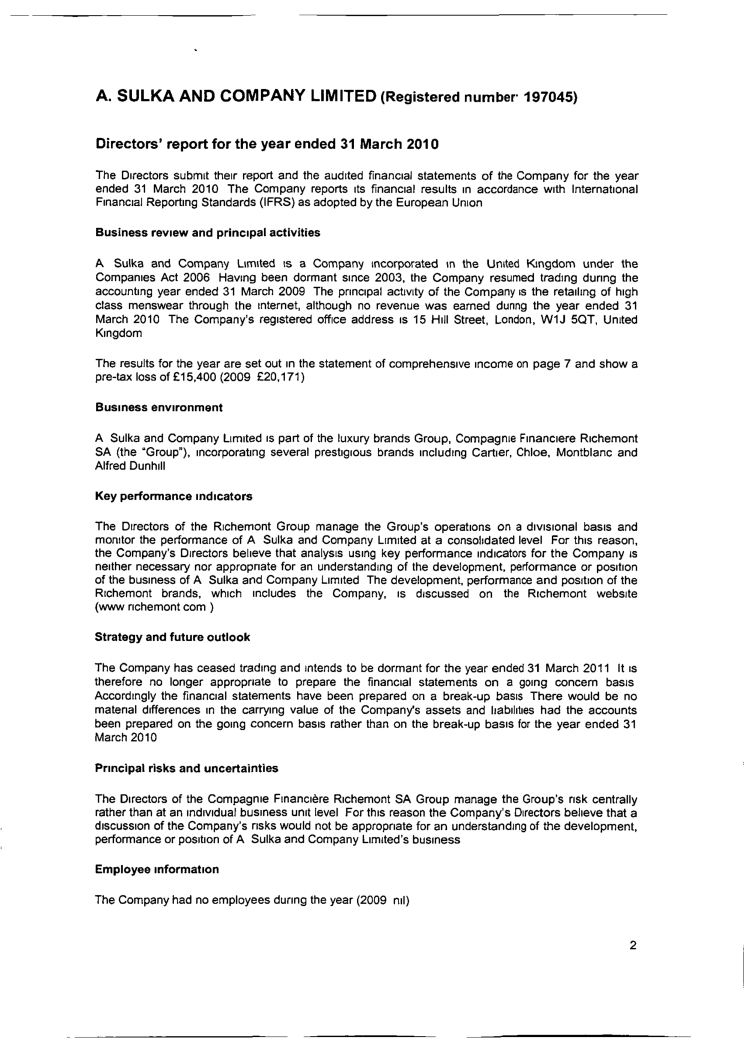 A. SULKA AND COMPANY LIMITED (Registered number 197045)
Directors' report for the year ended 31 March 2010
The Directors submit their report and the audited financial statements of the Company for the year
ended 31 March 2010 The Company reports its financial results in accordance with International
Financial Reporting Standards (IFRS) as adopted by the European Union
Business review and principal activities
A Sulka and Company Limited is a Company incorporated in the United Kingdom under the
Companies Act 2006 Having been dormant since 2003, the Company resumed trading during the
accounting year ended 31 March 2009 The principal activity of the Company is the retailing of high
class menswear through the internet, although no revenue was earned during the year ended 31
March 2010 The Company's registered office address is 15 Hill Street, London, W1J 5QT, United
Kingdom
The results for the year are set out in the statement of comprehensive income on page 7 and show a
pre-tax loss of £15,400 (2009 £20,171)
Business environment
A Sulka and Company Limited is part of the luxury brands Group, Compagnie Financiere Richemont
SA (the "Group"), incorporating several prestigious brands including Cartier, Chloe, Montblanc and
Alfred Dunhill
Key performance indicators
The Directors of the Richemont Group manage the Group's operations on a divisional basis and
monitor the performance of A Sulka and Company Limited at a consolidated level For this reason,
the Company's Directors believe that analysis using key performance indicators for the Company is
neither necessary nor appropriate for an understanding of the development, performance or position
of the business of A Sulka and Company Limited The development, performance and position of the
Richemont brands, which includes the Company, is discussed on the Richemont website
(www richemont com )
Strategy and future outlook
The Company has ceased trading and intends to be dormant for the year ended 31 March 2011 It is
therefore no longer appropriate to prepare the financial statements on a going concern basis
Accordingly the financial statements have been prepared on a break-up basis There would be no
material differences in the carrying value of the Company's assets and liabilities had the accounts
been prepared on the going concern basis rather than on the break-up basis for the year ended 31
March 2010
Principal risks and uncertainties
The Directors of the Compagnie Financière Richemont SA Group manage the Group's risk centrally
rather than at an individual business unit level For this reason the Company's Directors believe that a
discussion of the Company's risks would not be appropriate for an understanding of the development,
performance or position of A Sulka and Company Limited's business
Employee information
The Company had no employees during the year (2009 nil)
2